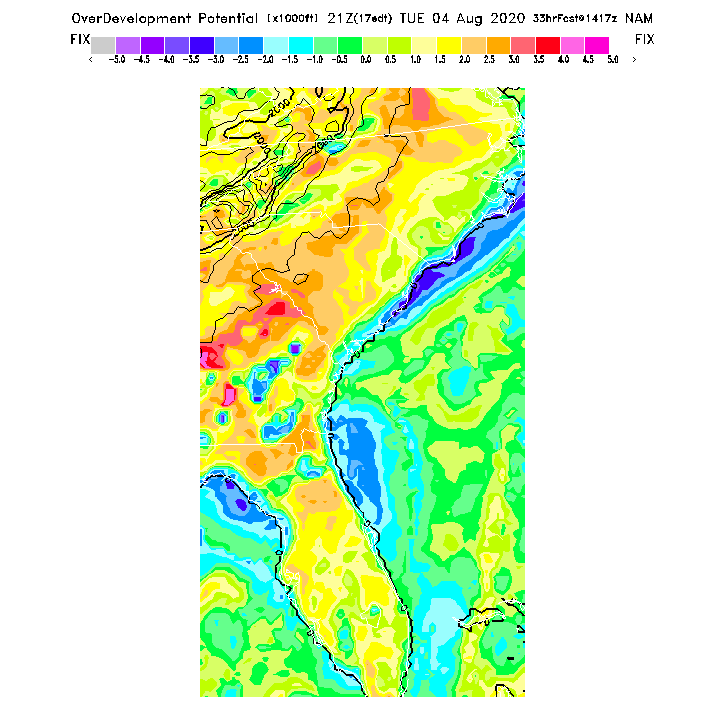 OverDevelopment Potential [x1000ft] 21Z(17edt) TUE 04 Aug 2020 33hrFcst@1417z NAM
FIX FIX
< -5.0 -4.5 -4.0 -3.5 -3.0 -2.5 -2.0 -1.5 -1.0 -0.5 0.0 0.5 1.0 1.5 2.0 2.5 3.0 3.5 4.0 4.5 5.0 >
2000